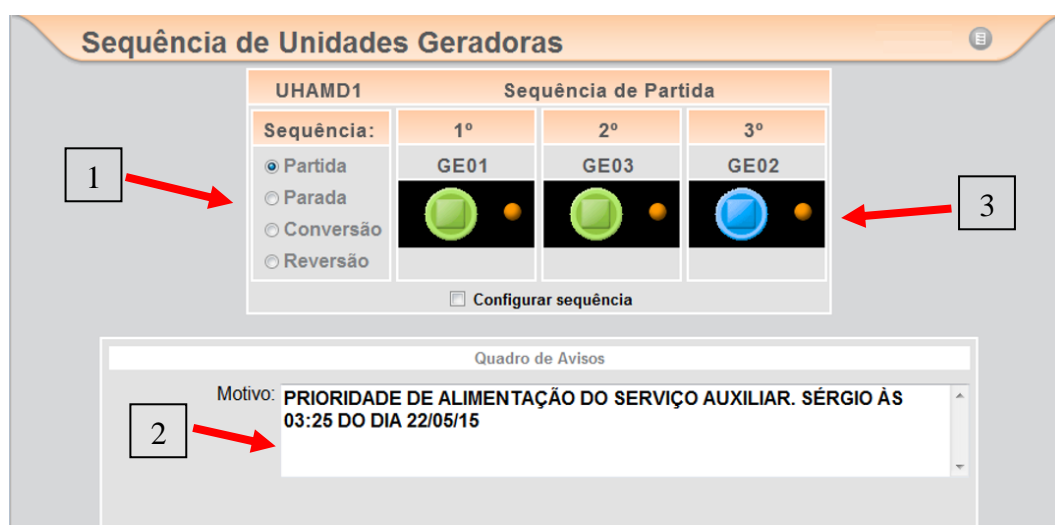 Sequência de Unidades Geradoras
UHAMD1 Sequência de Partida
Sequência: 1º 2º 3º
Partida GE01 GE03 GE02
Parada
Conversão
Reversão
Configurar sequência
1
3
Quadro de Avisos
Motivo: PRIORIDADE DE ALIMENTAÇÃO DO SERVIÇO AUXILIAR. SÉRGIO ÀS
03:25 DO DIA 22/05/15
2